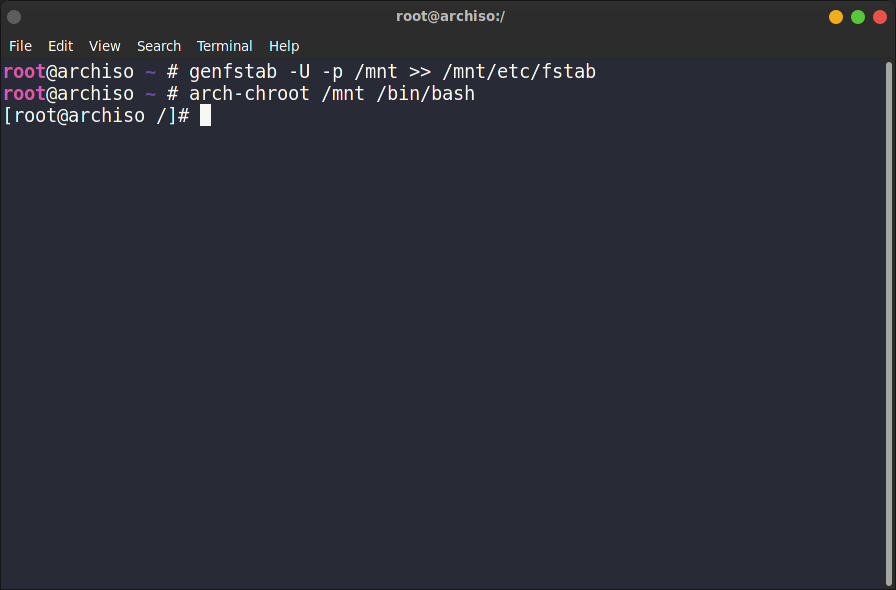 root@archiso:/
File Edit View Search Terminal Help
root@archiso ~ # genfstab -U -p /mnt >> /mnt/etc/fstab
root@archiso ~ # arch-chroot /mnt /bin/bash
[root@archiso /]#